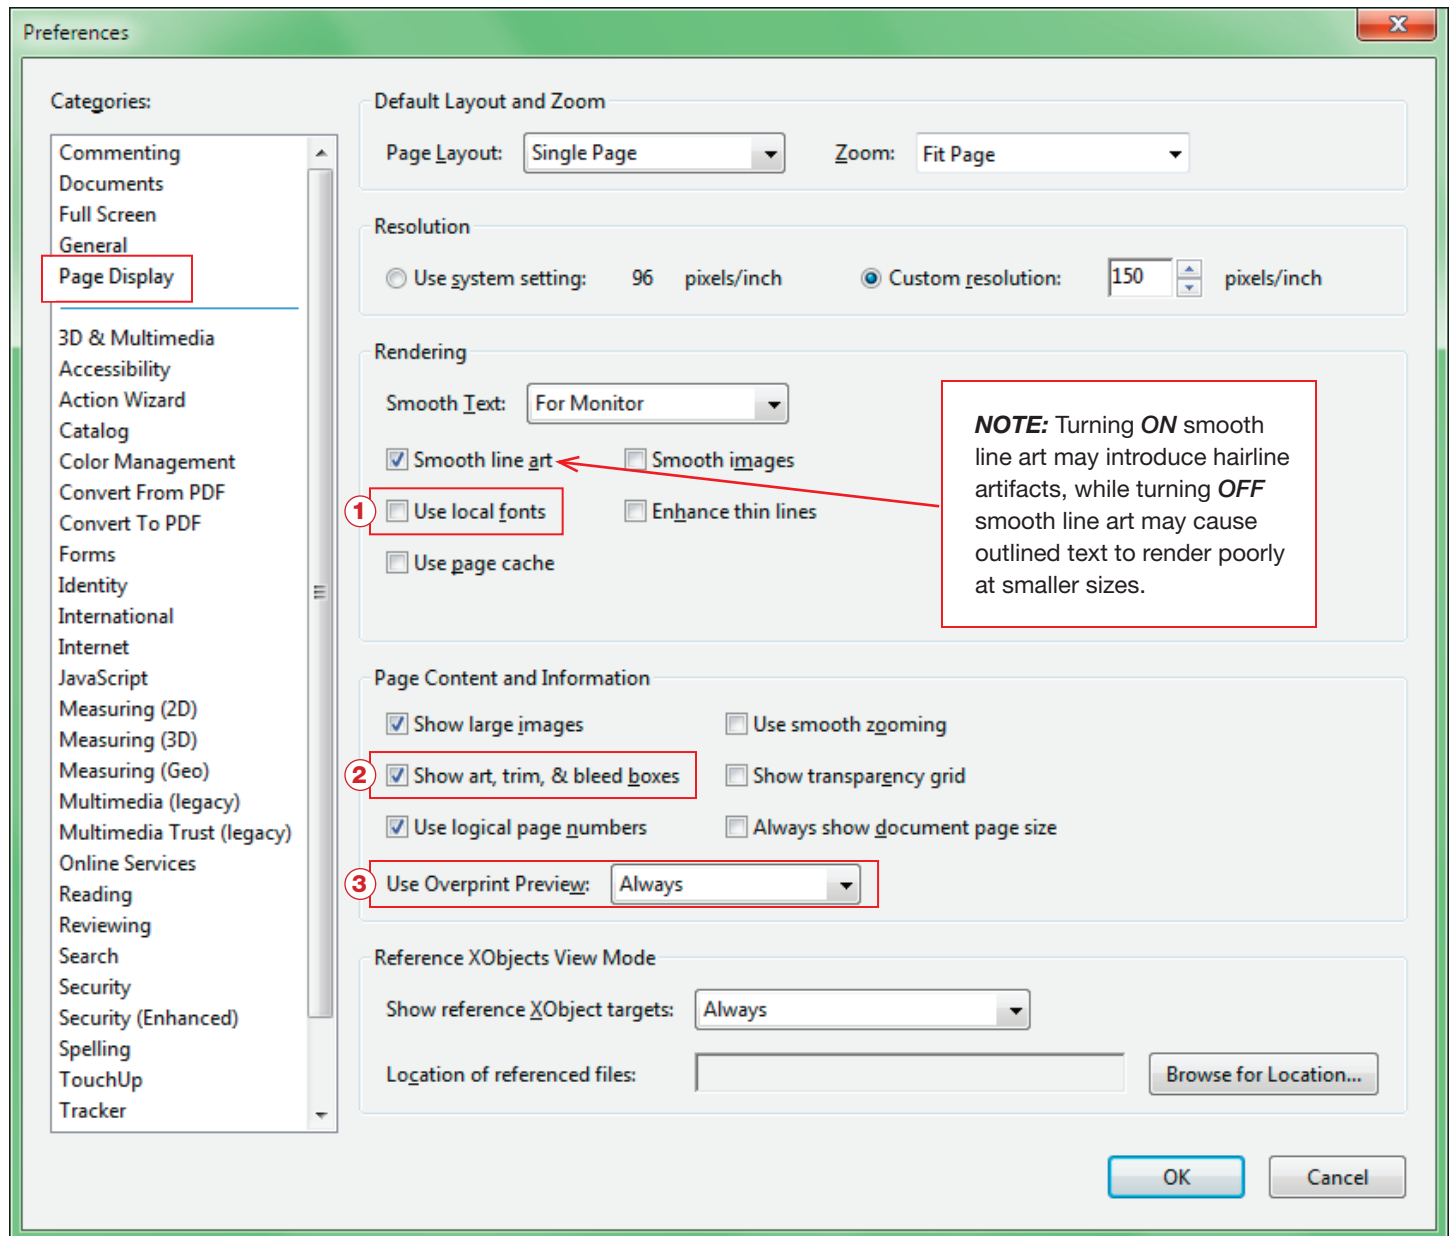 Preferences
X
Categories:
Commenting
Documents
Full Screen
General
Page Display
3D & Multimedia
Accessibility
Action Wizard
Catalog
Color Management
Convert From PDF
Convert To PDF
Forms
Identity
International
Internet
JavaScript
Measuring (2D)
Measuring (3D)
Measuring (Geo)
Multimedia (legacy)
Multimedia Trust (legacy)
Online Services
Reading
Reviewing
Search
Security
Security (Enhanced)
Spelling
TouchUp
Tracker
Default Layout and Zoom
Page Layout: Single Page Zoom: Fit Page
Resolution
Use system setting: 96 pixels/inch Custom resolution: 150 pixels/inch
Rendering
Smooth Text: For Monitor
Smooth line art Smooth images
1 Use local fonts Enhance thin lines
Use page cache
NOTE: Turning ON smooth
line art may introduce hairline
artifacts, while turning OFF
smooth line art may cause
outlined text to render poorly
at smaller sizes.
Page Content and Information
Show large images Use smooth zooming
2 Show art, trim, & bleed boxes Show transparency grid
Use logical page numbers Always show document page size
3 Use Overprint Preview: Always
Reference XObjects View Mode
Show reference XObject targets: Always
Location of referenced files: Browse for Location...
OK Cancel